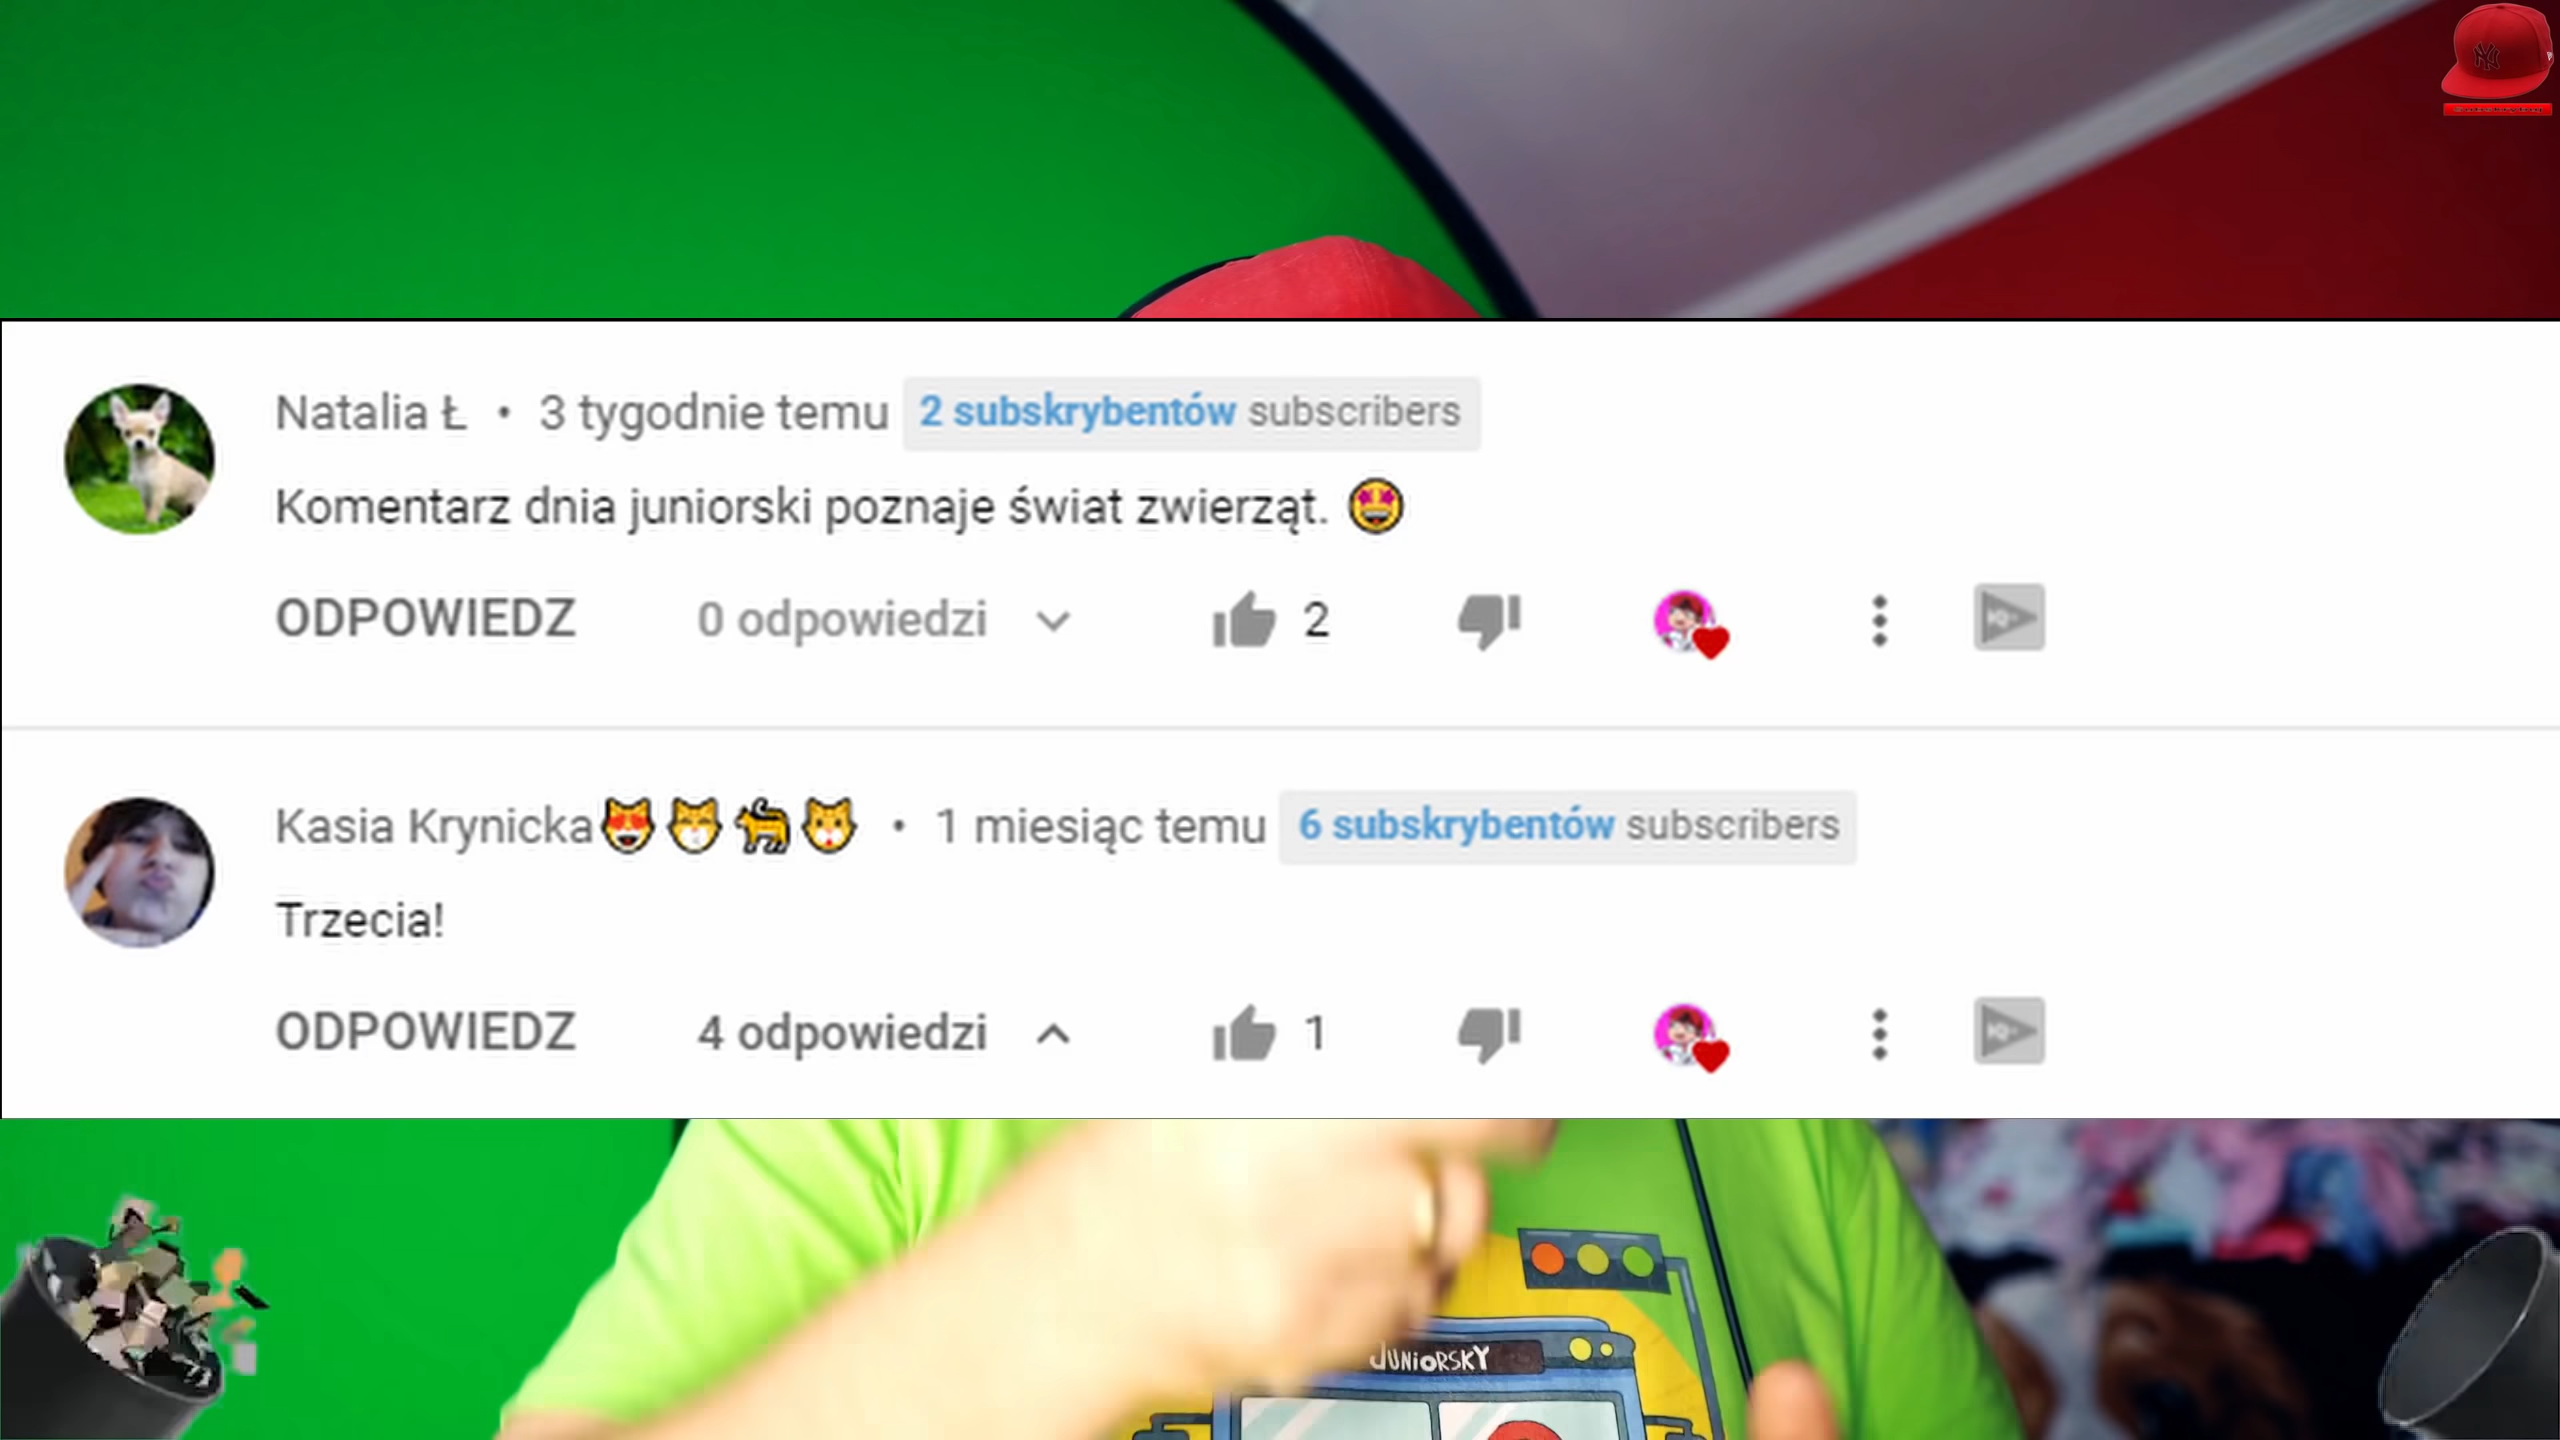 Natalia Ł • 3 tygodnie temu 2 subskrybentów subscribers
Komentarz dnia juniorski poznaje świat zwierząt. 🤩
ODPOWIEDZ 0 odpowiedzi 2
Kasia Krynicka😻😸🐈🐱 • 1 miesiąc temu 6 subskrybentów subscribers
Trzecia!
ODPOWIEDZ 4 odpowiedzi 1
JUNiORSKY